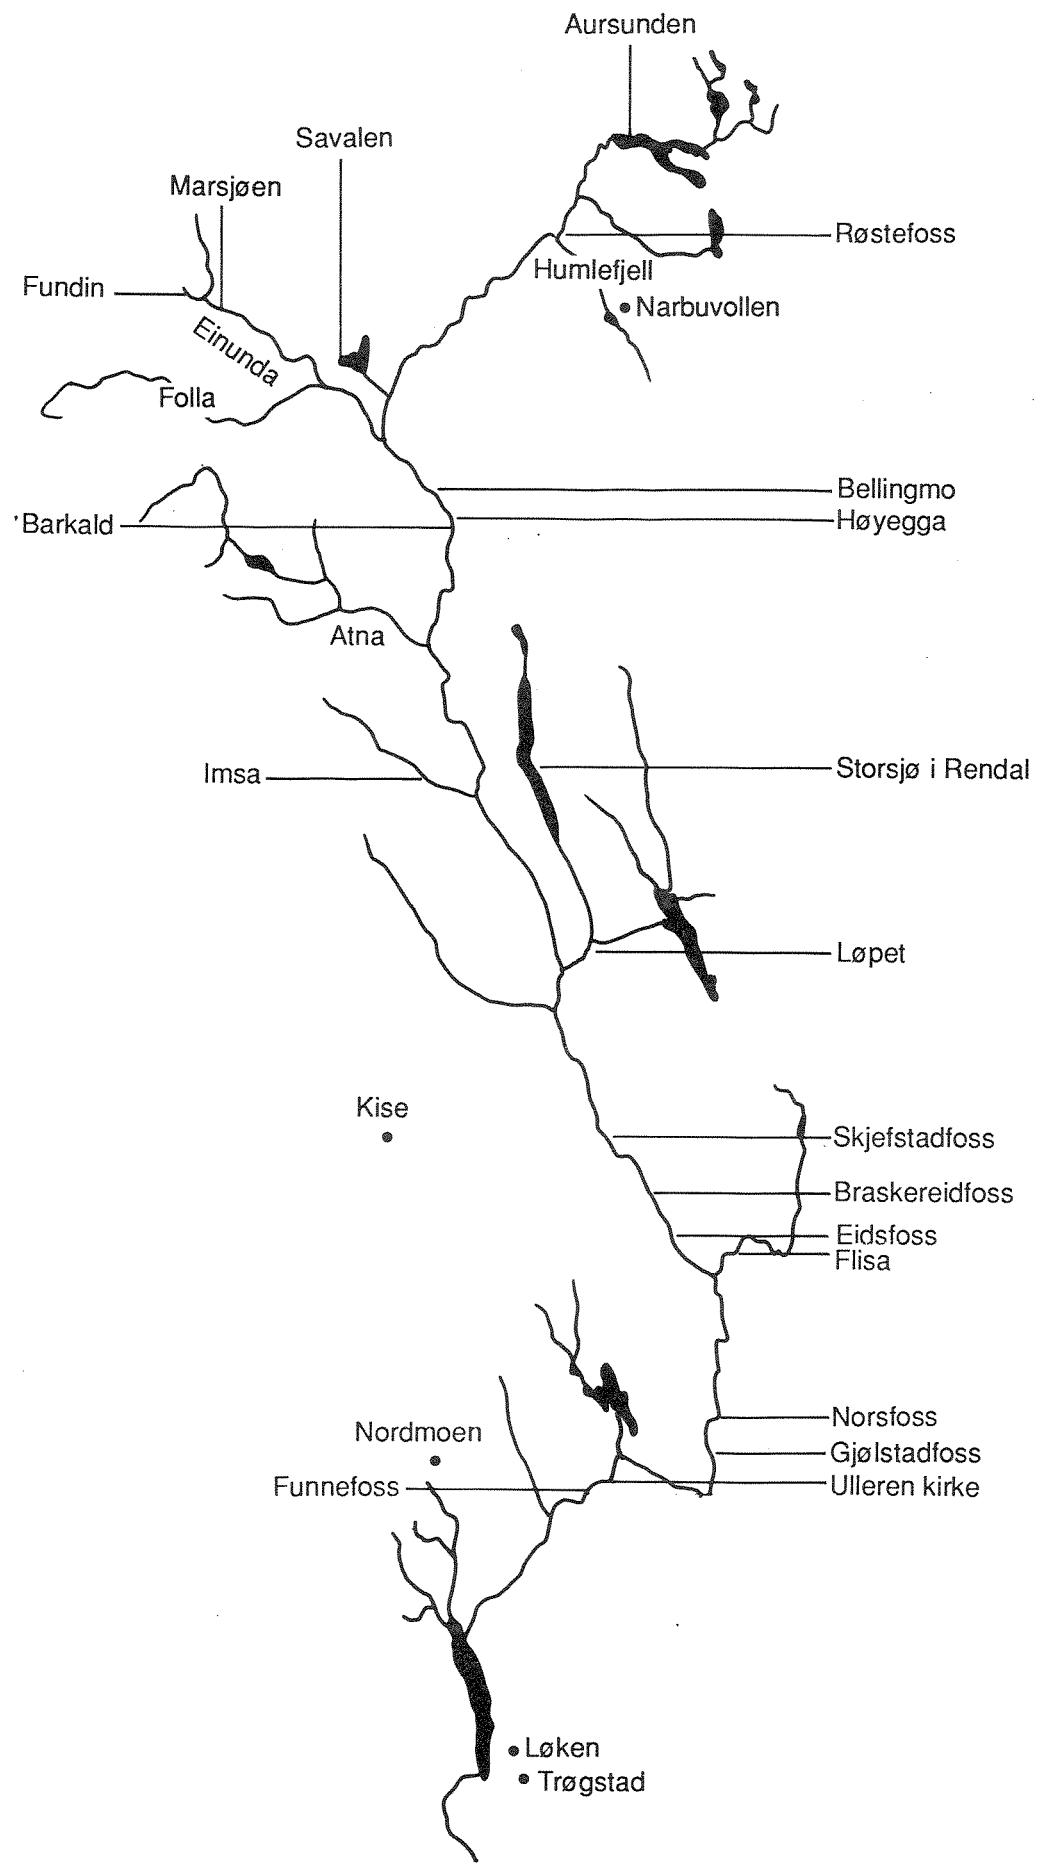 Aursunden
Savalen
Marsjøen
Røstefoss
Humlefjell
Fundin
Narbuvollen
Einunda
Folla
Bellingmo
Høyegga
Barkald
Atna
Storsjø i Rendal
Imsa
Løpet
Kise
Skjefstadfoss
Braskereidfoss
Eidsfoss
Flisa
Norsfoss
Nordmoen
Gjølstadfoss
Funnefoss
Ulleren kirke
Løken
Trøgstad